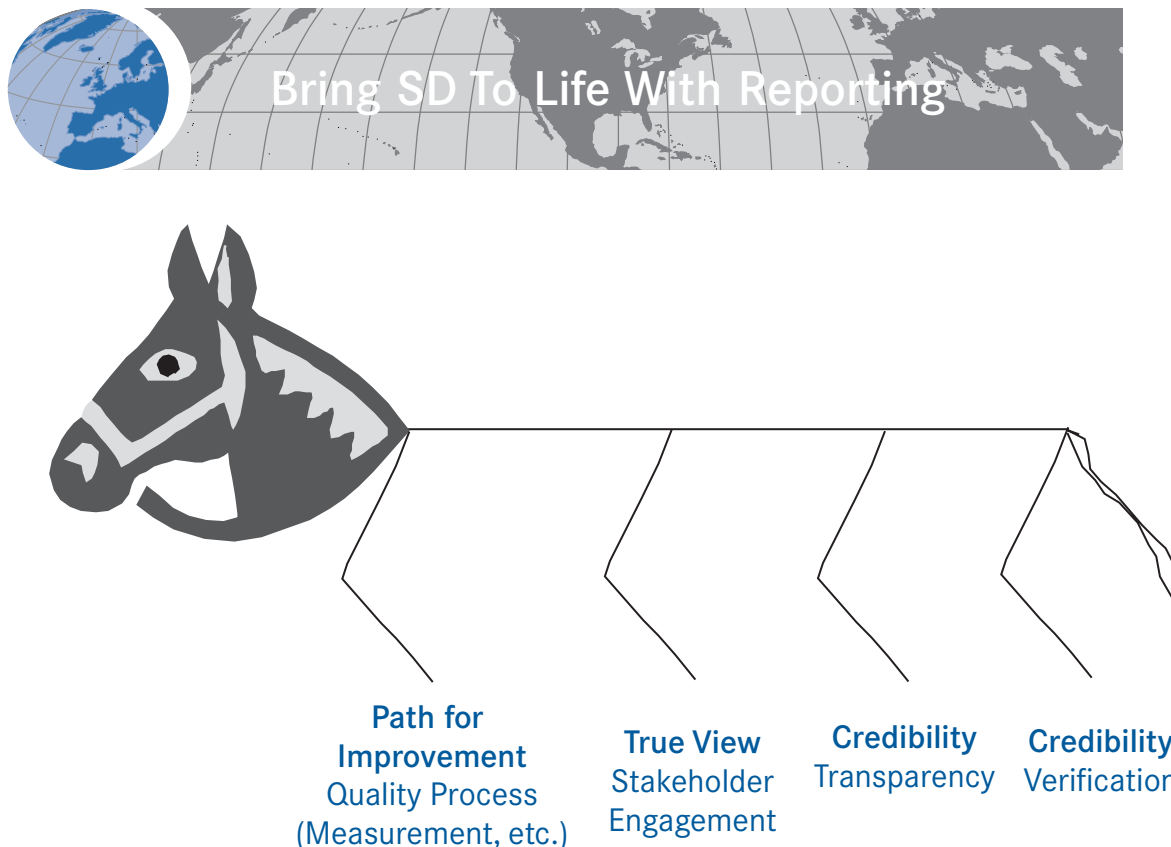 Bring SD To Life With Reporting
Path for
Improvement
Quality Process
(Measurement, etc.)
True View
Stakeholder
Engagement
Credibility
Transparency
Credibility
Verification